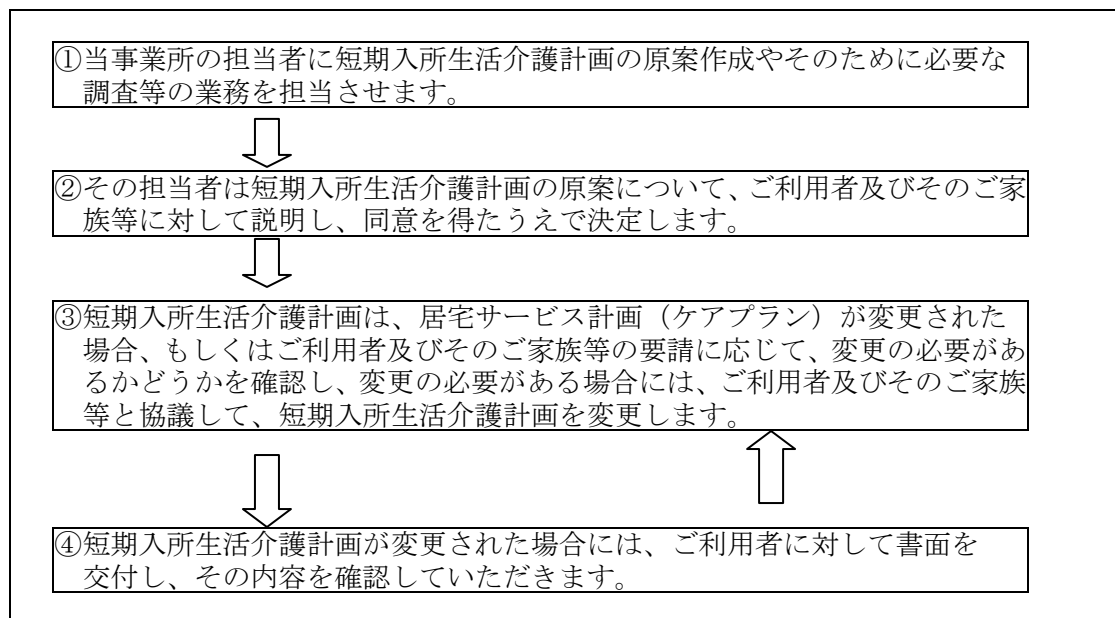 ①当事業所の担当者に短期入所生活介護計画の原案作成やそのために必要な
調査等の業務を担当させます。
②その担当者は短期入所生活介護計画の原案について、ご利用者及びそのご家
族等に対して説明し、同意を得たうえで決定します。
③短期入所生活介護計画は、居宅サービス計画（ケアプラン）が変更された
場合、もしくはご利用者及びそのご家族等の要請に応じて、変更の必要があ
るかどうかを確認し、変更の必要がある場合には、ご利用者及びそのご家族
等と協議して、短期入所生活介護計画を変更します。
④短期入所生活介護計画が変更された場合には、ご利用者に対して書面を
交付し、その内容を確認していただきます。